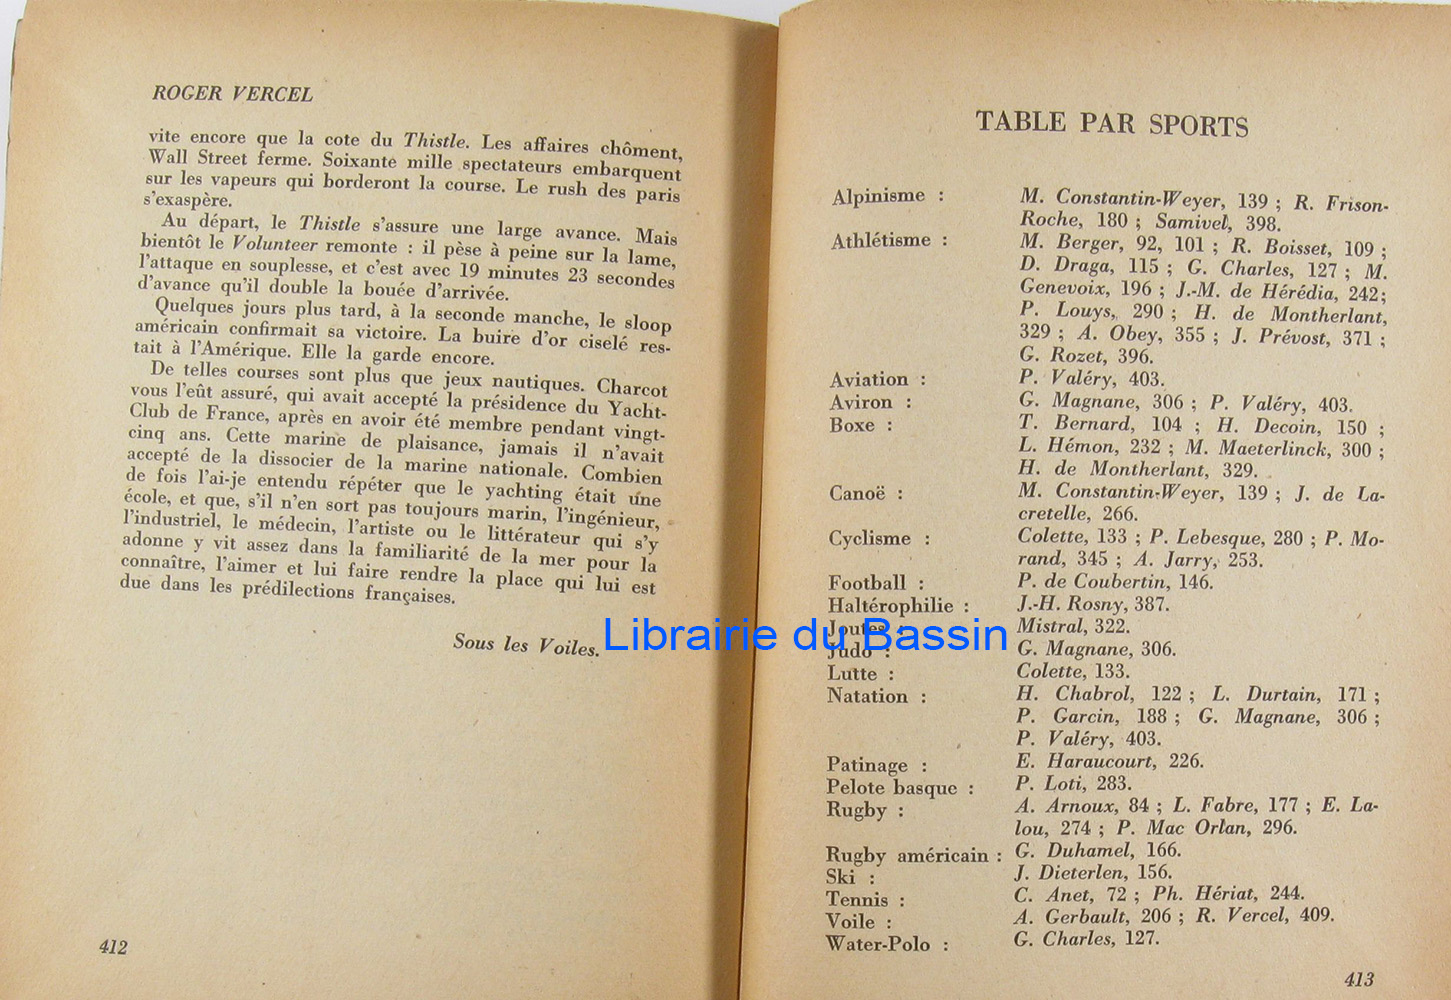 ROGER VERCEL
vite encore que la cote du Thistle. Les affaires chôment,
Wall Street ferme. Soixante mille spectateurs embarquent
sur les vapeurs qui borderont la course. Le rush des paris
s'exaspère.
Au départ, le Thistle s'assure une large avance. Mais
bientôt le Volunteer remonte : il pèse à peine sur la lame,
l'attaque en souplesse, et c'est avec 19 minutes 23 secondes
d'avance qu'il double la bouée d'arrivée.
Quelques jours plus tard, à la seconde manche, le sloop
américain confirmait sa victoire. La buire d'or ciselé res-
tait à l'Amérique. Elle la garde encore.
De telles courses sont plus que jeux nautiques. Charcot
vous l'eût assuré, qui avait accepté la présidence du Yacht-
Club de France, après en avoir été membre pendant vingt-
cinq ans. Cette marine de plaisance, jamais il n'avait
accepté de la dissocier de la marine nationale. Combien
de fois l'ai-je entendu répéter que le yachting était une
école, et que, s'il n'en sort pas toujours marin, l'ingénieur,
l'industriel, le médecin, l'artiste ou le littérateur qui s'y
adonne y vit assez dans la familiarité de la mer pour la
connaître, l'aimer et lui faire rendre la place qui lui est
due dans les prédilections françaises.
Sous les Voiles.
412
Librairie du Bassin
TABLE PAR SPORTS
Alpinisme : M. Constantin-Weyer, 139 ; R. Frison-
Roche, 180 ; Samivel, 398.
Athlétisme : M. Berger, 92, 101 ; R. Boisset, 109 ;
D. Draga, 115 ; G. Charles, 127 ; M.
Genevoix, 196 ; J.-M. de Hérédia, 242;
P. Louys, 290 ; H. de Montherlant,
329 ; A. Obey, 355 ; J. Prévost, 371 ;
G. Rozet, 396.
Aviation : P. Valéry, 403.
Aviron : G. Magnane, 306 ; P. Valéry, 403.
Boxe : T. Bernard, 104 ; H. Decoin, 150 ;
L. Hémon, 232 ; M. Maeterlinck, 300 ;
H. de Montherlant, 329.
Canoë : M. Constantin-Weyer, 139 ; J. de La-
cretelle, 266.
Cyclisme : Colette, 133 ; P. Lebesque, 280 ; P. Mo-
rand, 345 ; A. Jarry, 253.
Football : P. de Coubertin, 146.
Haltérophilie : J.-H. Rosny, 387.
Joutes : Mistral, 322.
Judo : G. Magnane, 306.
Lutte : Colette, 133.
Natation : H. Chabrol, 122 ; L. Durtain, 171 ;
P. Garcin, 188 ; G. Magnane, 306 ;
P. Valéry, 403.
Patinage : E. Haraucourt, 226.
Pelote basque : P. Loti, 283.
Rugby : A. Arnoux, 84 ; L. Fabre, 177 ; E. La-
lou, 274 ; P. Mac Orlan, 296.
Rugby américain : G. Duhamel, 166.
Ski : J. Dieterlen, 156.
Tennis : C. Anet, 72 ; Ph. Hériat, 244.
Voile : A. Gerbault, 206 ; R. Vercel, 409.
Water-Polo : G. Charles, 127.
413